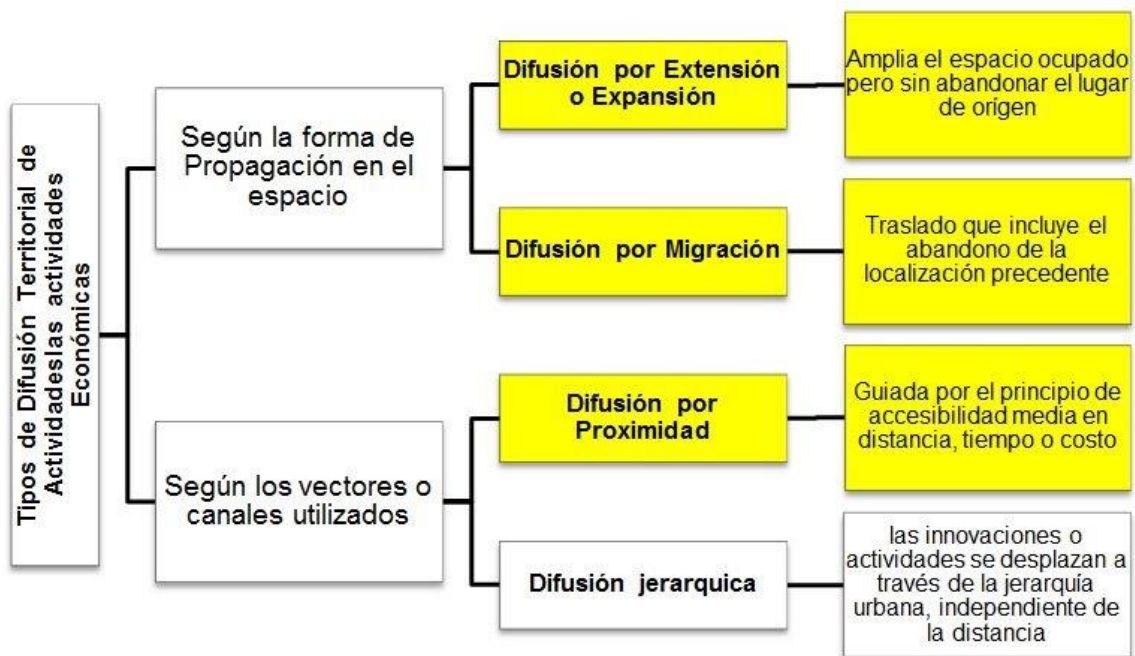 Tipos de Difusión Territorial de
Actividadeslas actividades
Económicas
Según la forma de
Propagación en el
espacio
Difusión por Extensión
o Expansión
Amplia el espacio ocupado
pero sin abandonar el lugar
de orígen
Difusión por Migración
Traslado que incluye el
abandono de la
localización precedente
Según los vectores o
canales utilizados
Difusión por
Proximidad
Guiada por el principio de
accesibilidad media en
distancia, tiempo o costo
Difusión jerarquica
las innovaciones o
actividades se desplazan a
través de la jerarquía
urbana, independiente de
la distancia